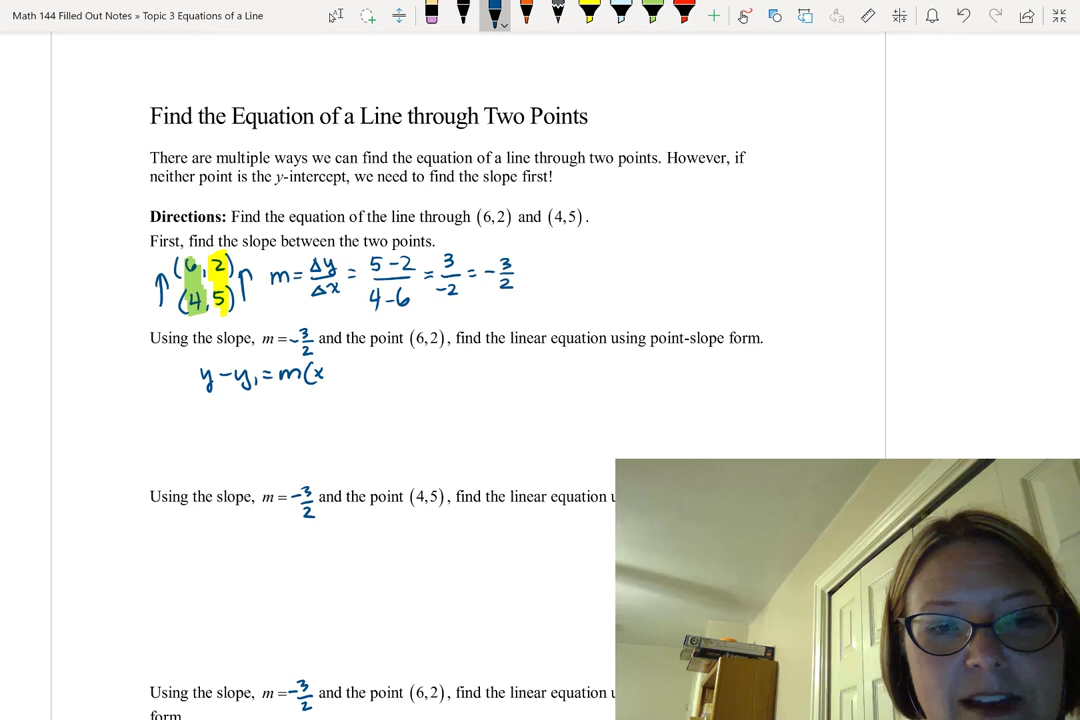 Math 144 Filled Out Notes » Topic 3 Equations of a Line
Find the Equation of a Line through Two Points
There are multiple ways we can find the equation of a line through two points. However, if
neither point is the y-intercept, we need to find the slope first!
Directions: Find the equation of the line through (6,2) and (4,5).
First, find the slope between the two points.
↑ (6, 2) ↑ m = Δy/Δx = (5-2)/(4-6) = 3/-2 = -3/2
(4, 5)
Using the slope, m = -3/2 and the point (6,2), find the linear equation using point-slope form.
y - y₁ = m(x
Using the slope, m = -3/2 and the point (4,5), find the linear equation u
Using the slope, m = -3/2 and the point (6,2), find the linear equation u
form.